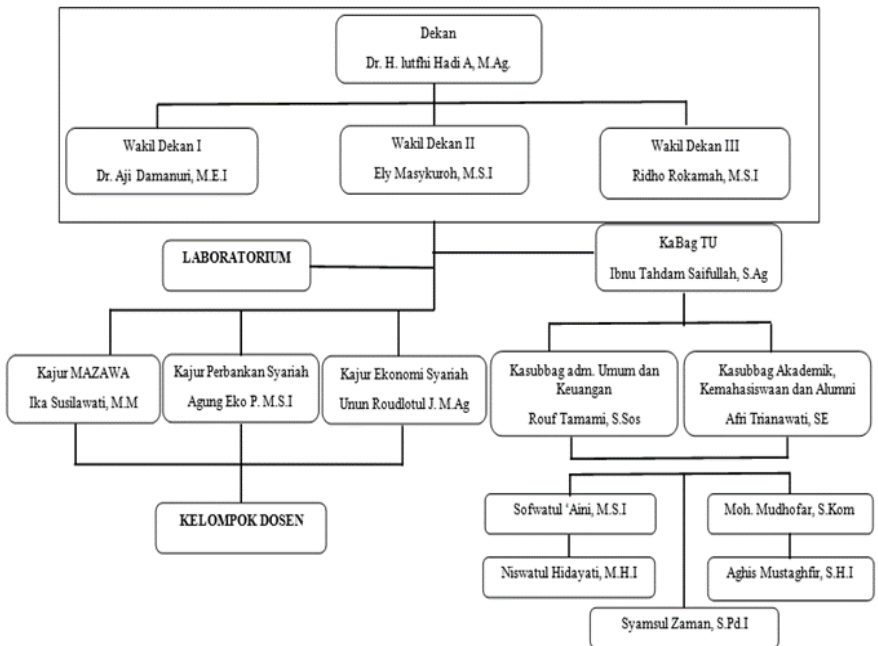 Dekan
Dr. H. lutfhi Hadi A, M.Ag.
Wakil Dekan I
Dr. Aji Damanuri, M.E.I
Wakil Dekan II
Ely Masykuroh, M.S.I
Wakil Dekan III
Ridho Rokamah, M.S.I
LABORATORIUM
KaBag TU
Ibnu Tahdam Saifullah, S.Ag
Kajur MAZAWA
Ika Susilawati, M.M
Kajur Perbankan Syariah
Agung Eko P. M.S.I
Kajur Ekonomi Syariah
Unun Roudlotul J. M.Ag
Kasubbag adm. Umum dan
Keuangan
Rouf Tamami, S.Sos
Kasubbag Akademik,
Kemahasiswaan dan Alumni
Afri Trianawati, SE
KELOMPOK DOSEN
Sofwatul ‘Aini, M.S.I
Moh. Mudhofar, S.Kom
Niswatul Hidayati, M.H.I
Aghis Mustaghfir, S.H.I
Syamsul Zaman, S.Pd.I